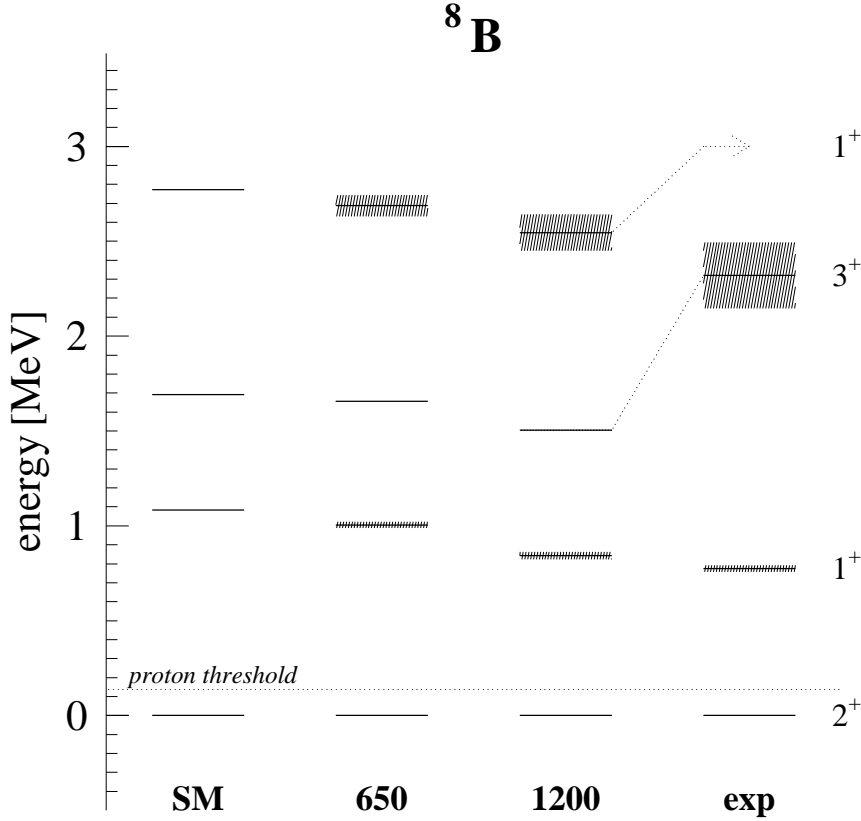 ⁸B
3
1⁺
3⁺
2
energy [MeV]
1
1⁺
proton threshold
0
2⁺
SM 650 1200 exp